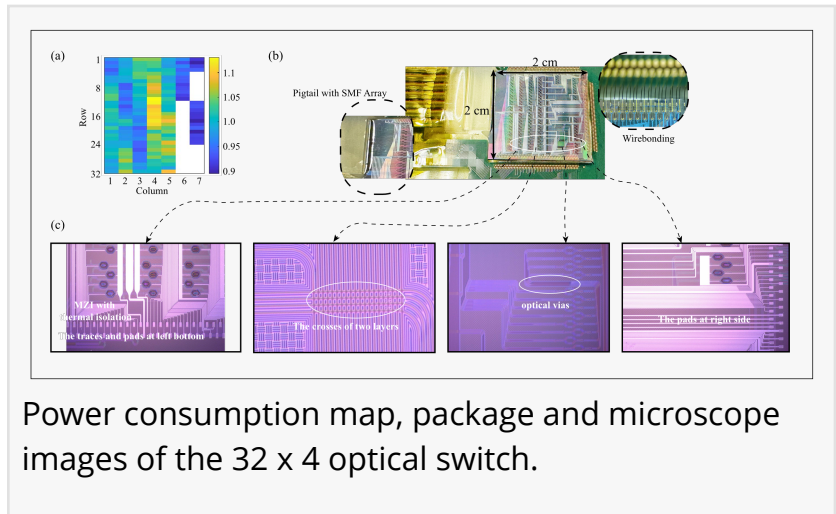 (a)
1
8
16
24
32
Row
1 2 3 4 5 6 7
Column
1.1
1.05
1.0
0.95
0.9
(b)
Pigtail with SMF Array
2 cm
2 cm
Wirebonding
(c)
MZI with
thermal isolation
The traces and pads at left bottom
The crosses of two layers
optical vias
The pads at right side
Power consumption map, package and microscope
images of the 32 x 4 optical switch.